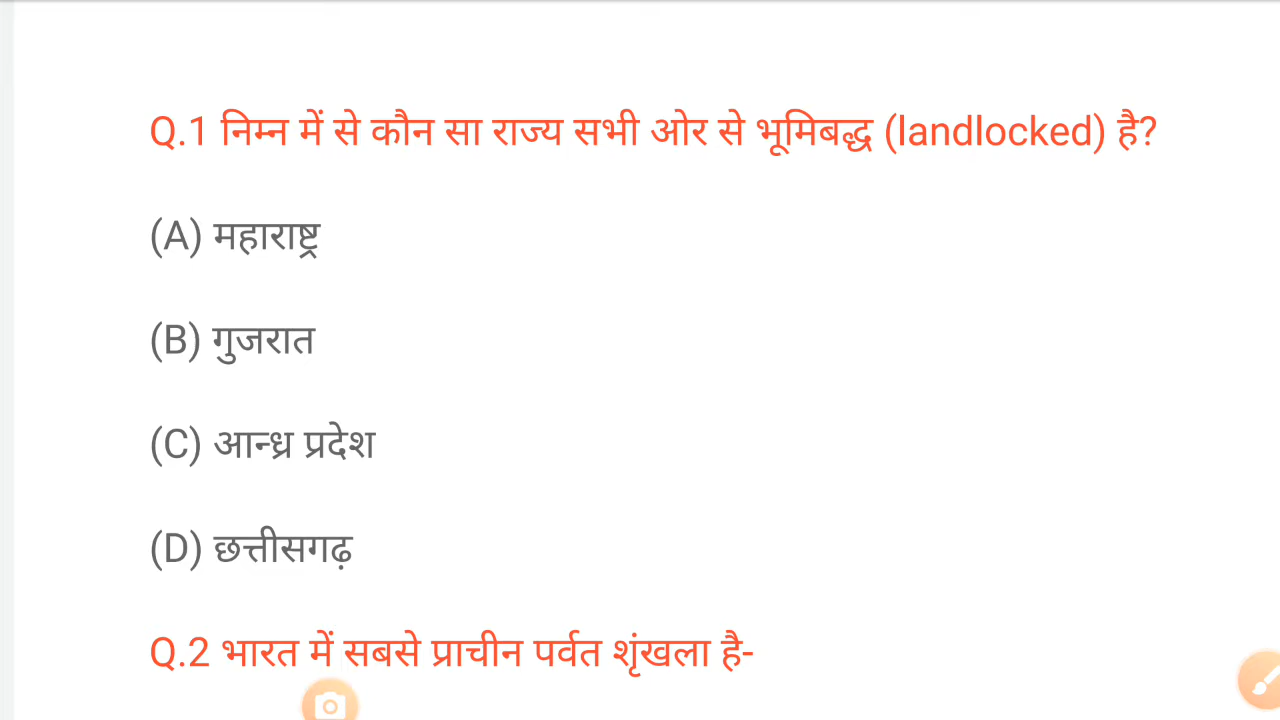 Q.1 निम्न में से कौन सा राज्य सभी ओर से भूमिबद्ध (landlocked) है?
(A) महाराष्ट्र
(B) गुजरात
(C) आन्ध्र प्रदेश
(D) छत्तीसगढ़
Q.2 भारत में सबसे प्राचीन पर्वत शृंखला है-